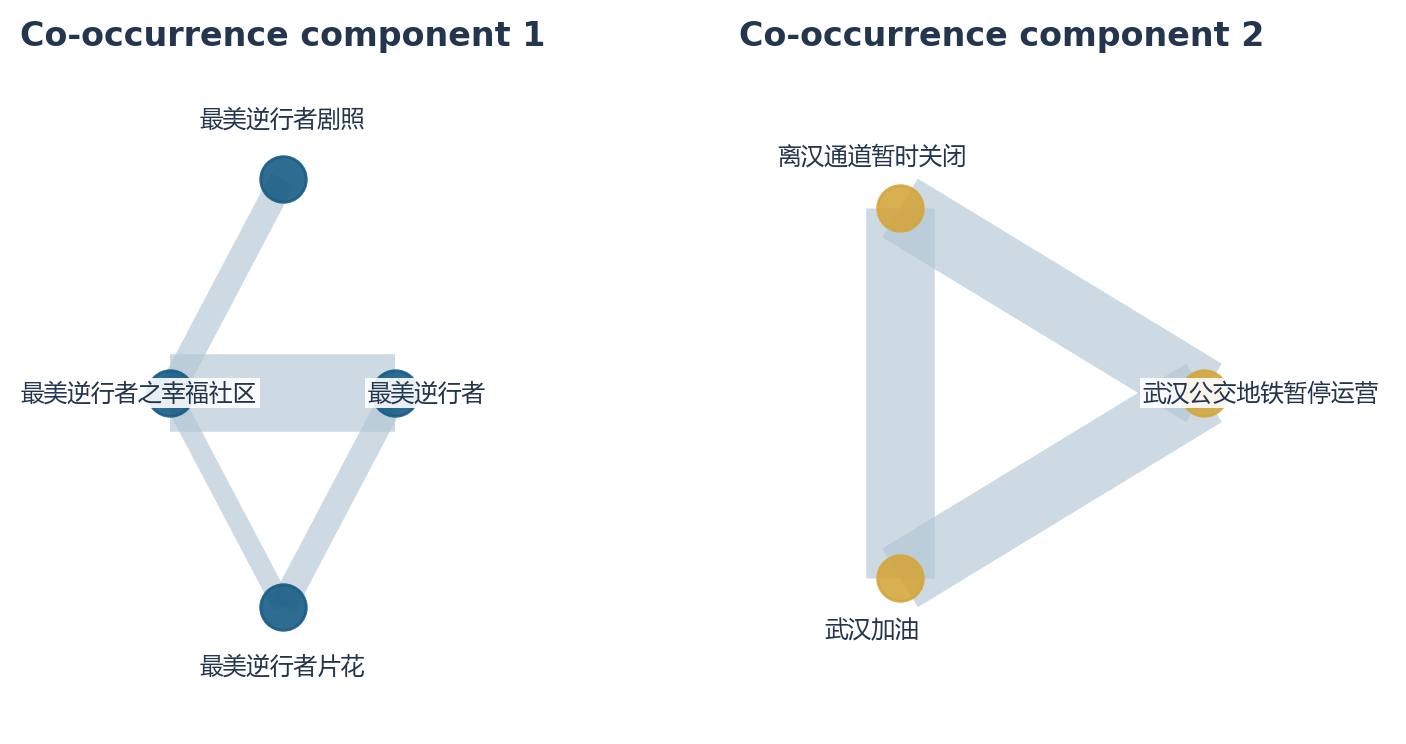 Co-occurrence component 1
最美逆行者剧照
最美逆行者之幸福社区
最美逆行者
最美逆行者片花
Co-occurrence component 2
离汉通道暂时关闭
武汉公交地铁暂停运营
武汉加油